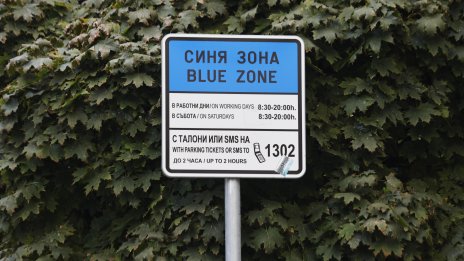 СИНЯ ЗОНА
BLUE ZONE
В РАБОТНИ ДНИ / ON WORKING DAYS 8:30-20:00h.
В СЪБОТА / ON SATURDAYS 8:30-20:00h.
С ТАЛОНИ ИЛИ SMS НА
WITH PARKING TICKETS OR SMS TO 1302
ДО 2 ЧАСА / UP TO 2 HOURS